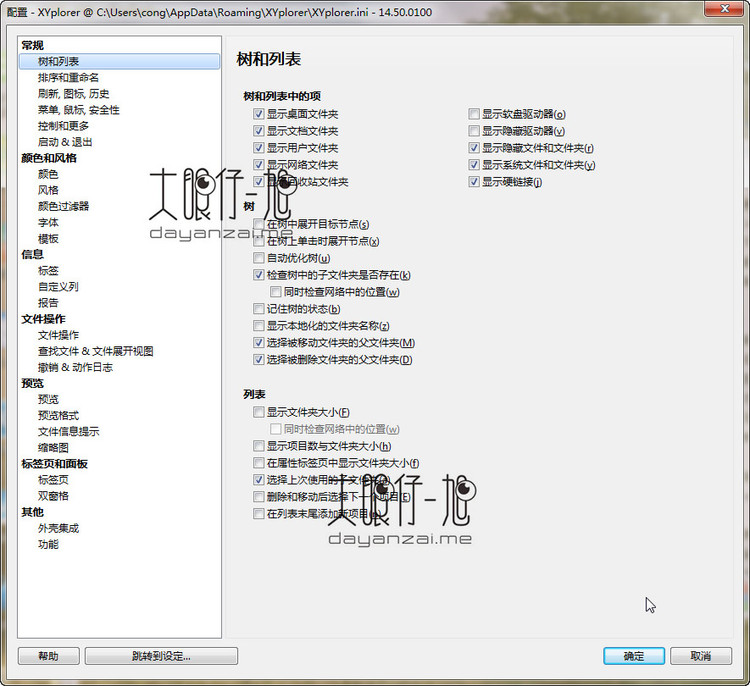 配置 - XYplorer @ C:\Users\cong\AppData\Roaming\XYplorer\XYplorer.ini - 14.50.0100
常规
树和列表
排序和重命名
刷新, 图标, 历史
菜单, 鼠标, 安全性
控制和更多
启动 & 退出
颜色和风格
颜色
风格
颜色过滤器
字体
模板
信息
标签
自定义列
报告
文件操作
文件操作
查找文件 & 文件展开视图
撤销 & 动作日志
预览
预览
预览格式
文件信息提示
缩略图
标签页和面板
标签页
双窗格
其他
外壳集成
功能
树和列表
树和列表中的项
显示桌面文件夹
显示文档文件夹
显示用户文件夹
显示网络文件夹
显示回收站文件夹
显示软盘驱动器(o)
显示隐藏驱动器(v)
显示隐藏文件和文件夹(r)
显示系统文件和文件夹(y)
显示硬链接(j)
树
在树中展开目标节点(s)
在树上单击时展开节点(x)
自动优化树(u)
检查树中的子文件夹是否存在(k)
同时检查网络中的位置(w)
记住树的状态(b)
显示本地化的文件夹名称(z)
选择被移动文件夹的父文件夹(M)
选择被删除文件夹的父文件夹(D)
列表
显示文件夹大小(F)
同时检查网络中的位置(w)
显示项目数与文件夹大小(h)
在属性标签页中显示文件夹大小(f)
选择上次使用的子文件夹
删除和移动后选择下一个项目(E)
在列表末尾添加新项目
大眼仔~旭
dayanzai.me
大眼仔~旭
dayanzai.me
帮助
跳转到设定...
确定
取消